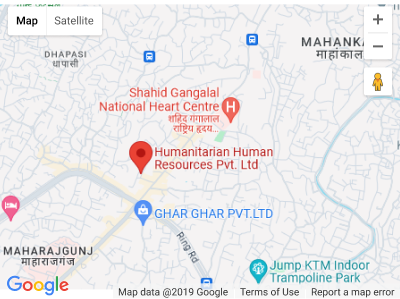 Map Satellite
DHAPASI
थापासी
MAHANKA
माहांकाल
Shahid Gangalal
National Heart Centre
शहिद गंगालाल
राष्ट्रिय हृदय...
Humanitarian Human
Resources Pvt. Ltd
GHAR GHAR PVT.LTD
MAHARAJGUNJ
महाराजगंज
Ring Rd
Jump KTM Indoor
Trampoline Park
Google
Map data @2019 Google Terms of Use Report a map error